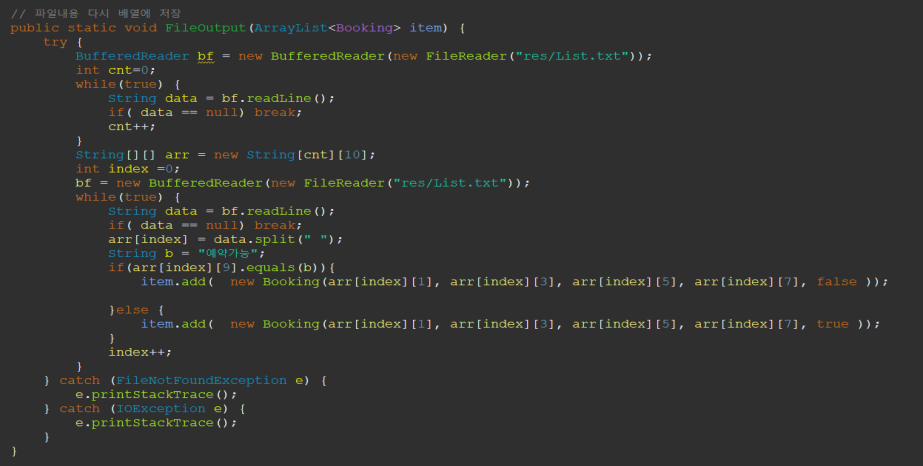 // 파일내용 다시 배열에 저장
public static void FileOutput(ArrayList<Booking> item) {
    try {
        BufferedReader bf = new BufferedReader(new FileReader("res/List.txt"));
        int cnt=0;
        while(true) {
            String data = bf.readLine();
            if( data == null) break;
            cnt++;
        }
        String[][] arr = new String[cnt][10];
        int index =0;
        bf = new BufferedReader(new FileReader("res/List.txt"));
        while(true) {
            String data = bf.readLine();
            if( data == null) break;
            arr[index] = data.split(" ");
            String b = "예약가능";
            if(arr[index][9].equals(b)){
                item.add(  new Booking(arr[index][1], arr[index][3], arr[index][5], arr[index][7], false ));
            }else {
                item.add(  new Booking(arr[index][1], arr[index][3], arr[index][5], arr[index][7], true ));
            }
            index++;
        }
    } catch (FileNotFoundException e) {
        e.printStackTrace();
    } catch (IOException e) {
        e.printStackTrace();
    }
}